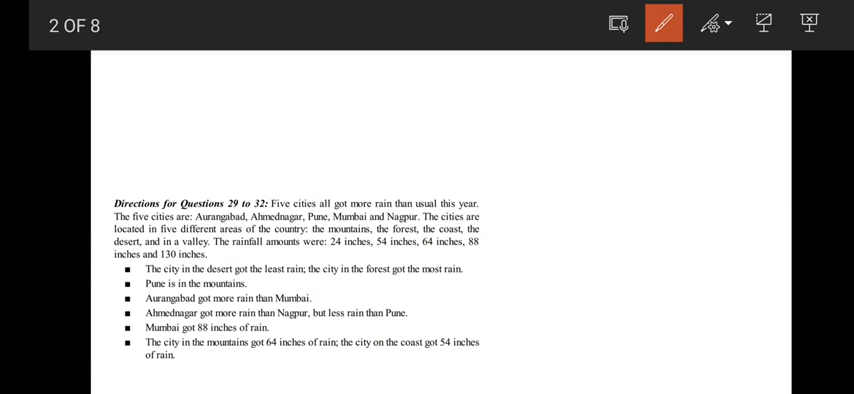 2 OF 8
Directions for Questions 29 to 32: Five cities all got more rain than usual this year.
The five cities are: Aurangabad, Ahmednagar, Pune, Mumbai and Nagpur. The cities are
located in five different areas of the country: the mountains, the forest, the coast, the
desert, and in a valley. The rainfall amounts were: 24 inches, 54 inches, 64 inches, 88
inches and 130 inches.
▪ The city in the desert got the least rain; the city in the forest got the most rain.
▪ Pune is in the mountains.
▪ Aurangabad got more rain than Mumbai.
▪ Ahmednagar got more rain than Nagpur, but less rain than Pune.
▪ Mumbai got 88 inches of rain.
▪ The city in the mountains got 64 inches of rain; the city on the coast got 54 inches
of rain.